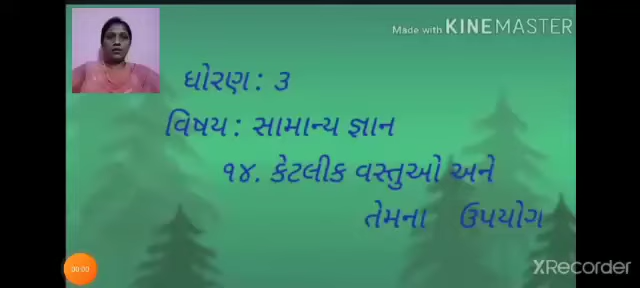 Made with KINEMASTER
ધોરણ : ૩
વિષય : સામાન્ય જ્ઞાન
૧૪. કેટલીક વસ્તુઓ અને
તેમના ઉપયોગ
00:00
XRecorder